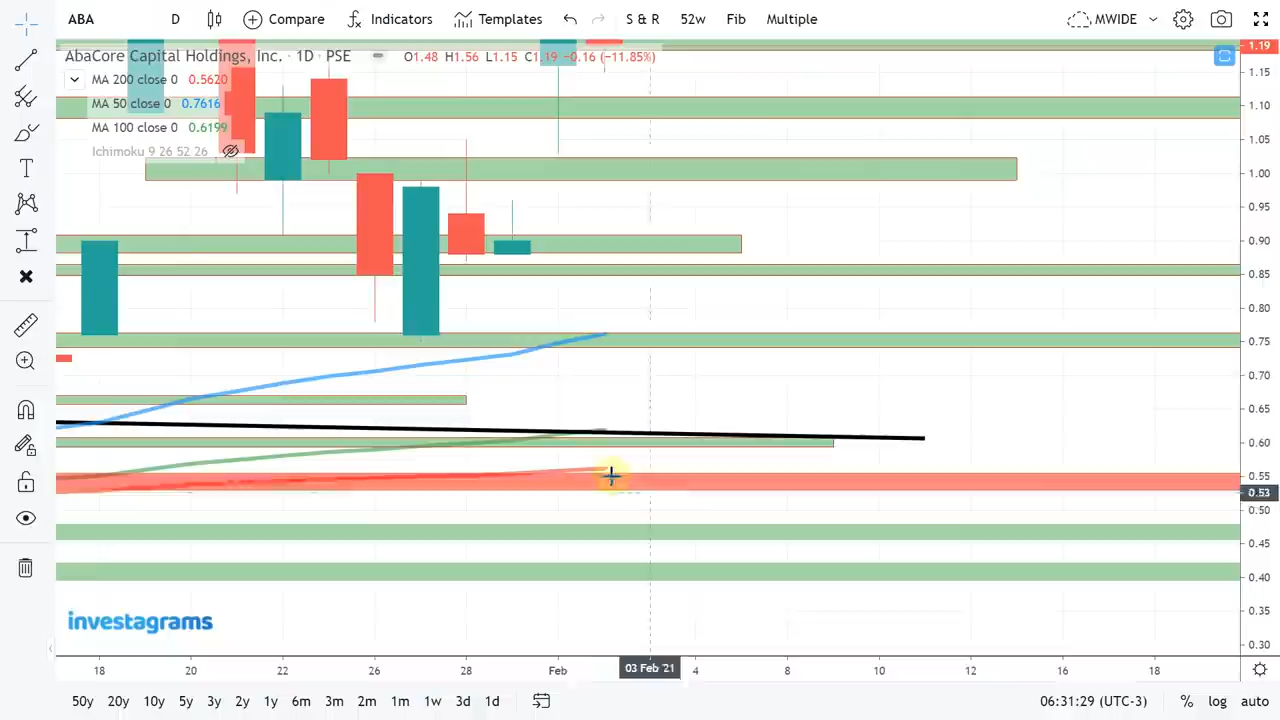 ABA D Compare Indicators Templates S & R 52w Fib Multiple MWIDE
AbaCore Capital Holdings, Inc. · 1D · PSE O1.48 H1.56 L1.15 C1.19 −0.16 (−11.85%)
MA 200 close 0 0.5620
MA 50 close 0 0.7616
MA 100 close 0 0.6199
Ichimoku 9 26 52 26
1.19
1.15
1.10
1.05
1.00
0.95
0.90
0.85
0.80
0.75
0.70
0.65
0.60
0.55
0.53
0.50
0.45
0.40
0.35
0.30
investagrams
18 20 22 26 28 Feb 03 Feb '21 4 8 10 14 16 18
50y 20y 10y 5y 3y 2y 1y 6m 3m 2m 1m 1w 3d 1d 06:31:29 (UTC-3) % log auto